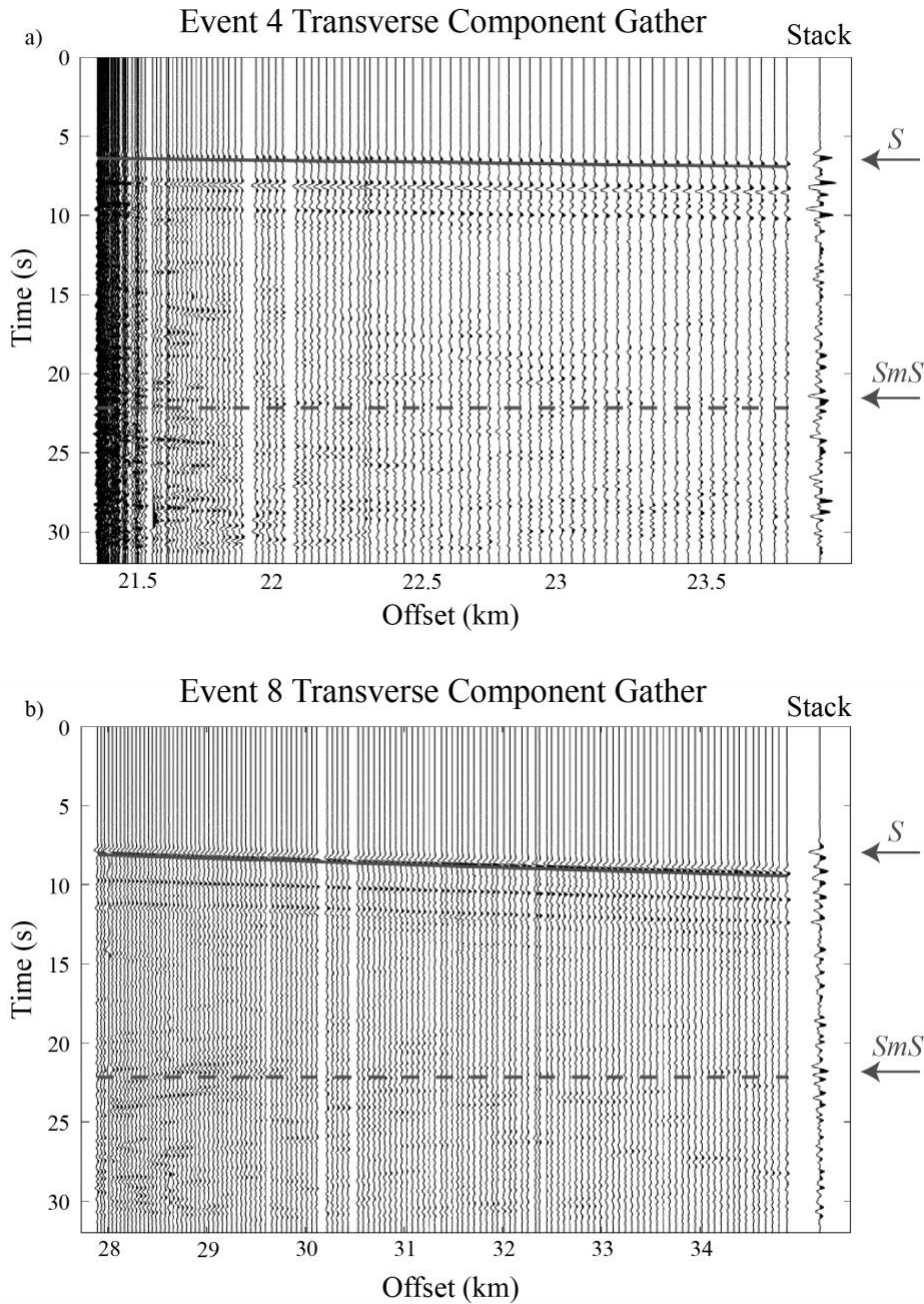 Event 4 Transverse Component Gather
a)
Stack
0
5
S
10
15
Time (s)
20
SmS
25
30
21.5 22 22.5 23 23.5
Offset (km)
Event 8 Transverse Component Gather
b)
Stack
0
5
S
10
15
Time (s)
20
SmS
25
30
28 29 30 31 32 33 34
Offset (km)